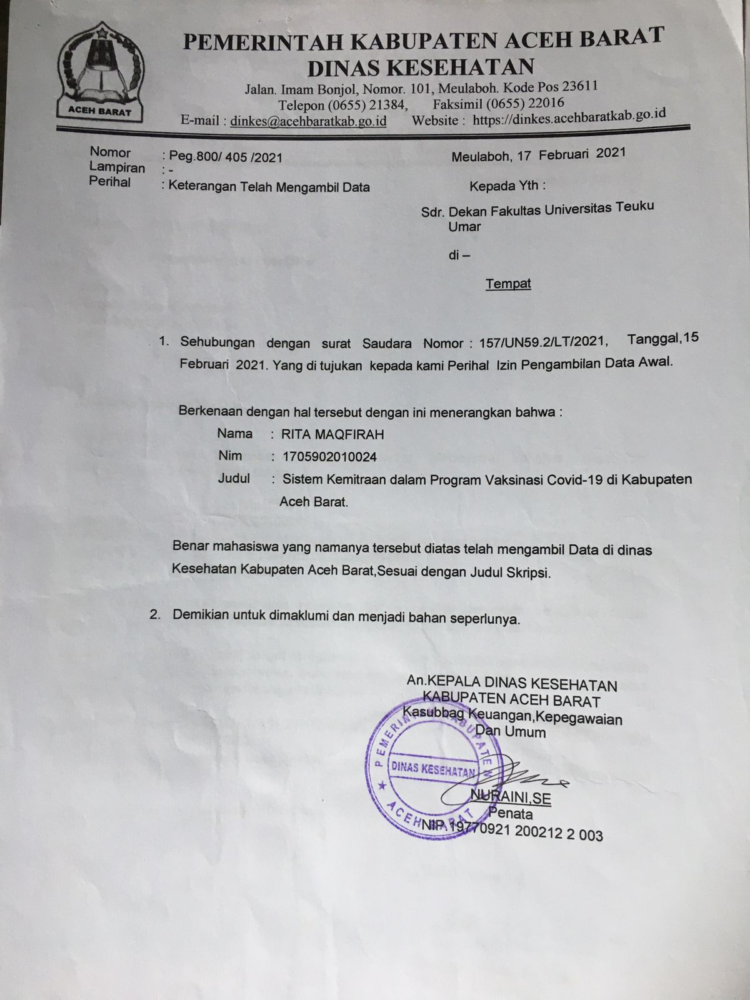 PEMERINTAH KABUPATEN ACEH BARAT
DINAS KESEHATAN
Jalan. Imam Bonjol, Nomor. 101, Meulaboh. Kode Pos 23611
Telepon (0655) 21384, Faksimil (0655) 22016
E-mail : dinkes@acehbaratkab.go.id Website : https://dinkes.acehbaratkab.go.id
ACEH BARAT
Nomor : Peg.800/ 405 /2021
Lampiran : -
Perihal : Keterangan Telah Mengambil Data
Meulaboh, 17 Februari 2021
Kepada Yth :
Sdr. Dekan Fakultas Universitas Teuku
Umar
di –
Tempat
1. Sehubungan dengan surat Saudara Nomor : 157/UN59.2/LT/2021, Tanggal,15
Februari 2021. Yang di tujukan kepada kami Perihal Izin Pengambilan Data Awal.
Berkenaan dengan hal tersebut dengan ini menerangkan bahwa :
Nama : RITA MAQFIRAH
Nim : 1705902010024
Judul : Sistem Kemitraan dalam Program Vaksinasi Covid-19 di Kabupaten
Aceh Barat.
Benar mahasiswa yang namanya tersebut diatas telah mengambil Data di dinas
Kesehatan Kabupaten Aceh Barat,Sesuai dengan Judul Skripsi.
2. Demikian untuk dimaklumi dan menjadi bahan seperlunya.
An.KEPALA DINAS KESEHATAN
KABUPATEN ACEH BARAT
Kasubbag Keuangan,Kepegawaian
Dan Umum
PEMERINTAH KABUPATEN
DINAS KESEHATAN
ACEH BARAT
NURAINI,SE
Penata
NIP.19770921 200212 2 003